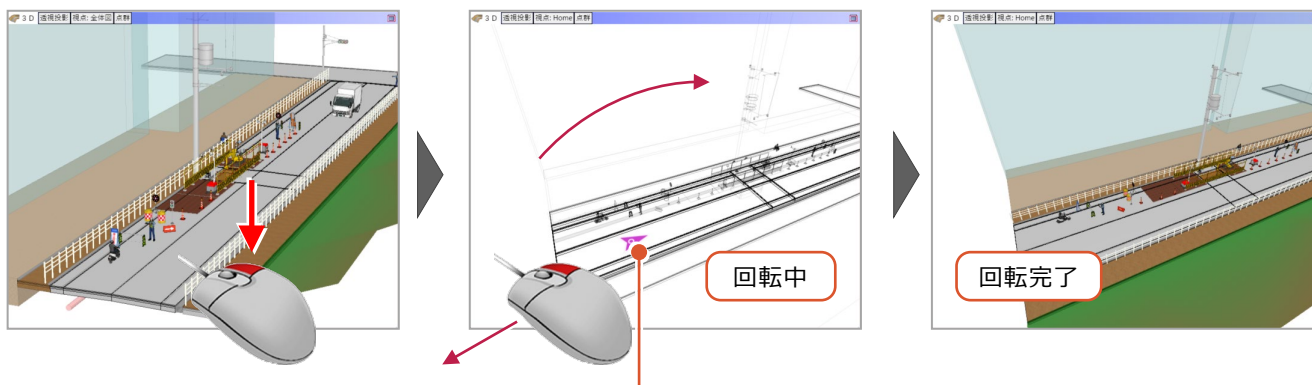 3D 透視投影 視点: 全体図 点群
3D 透視投影 視点: Home 点群
3D 透視投影 視点: Home 点群
回転中
回転完了